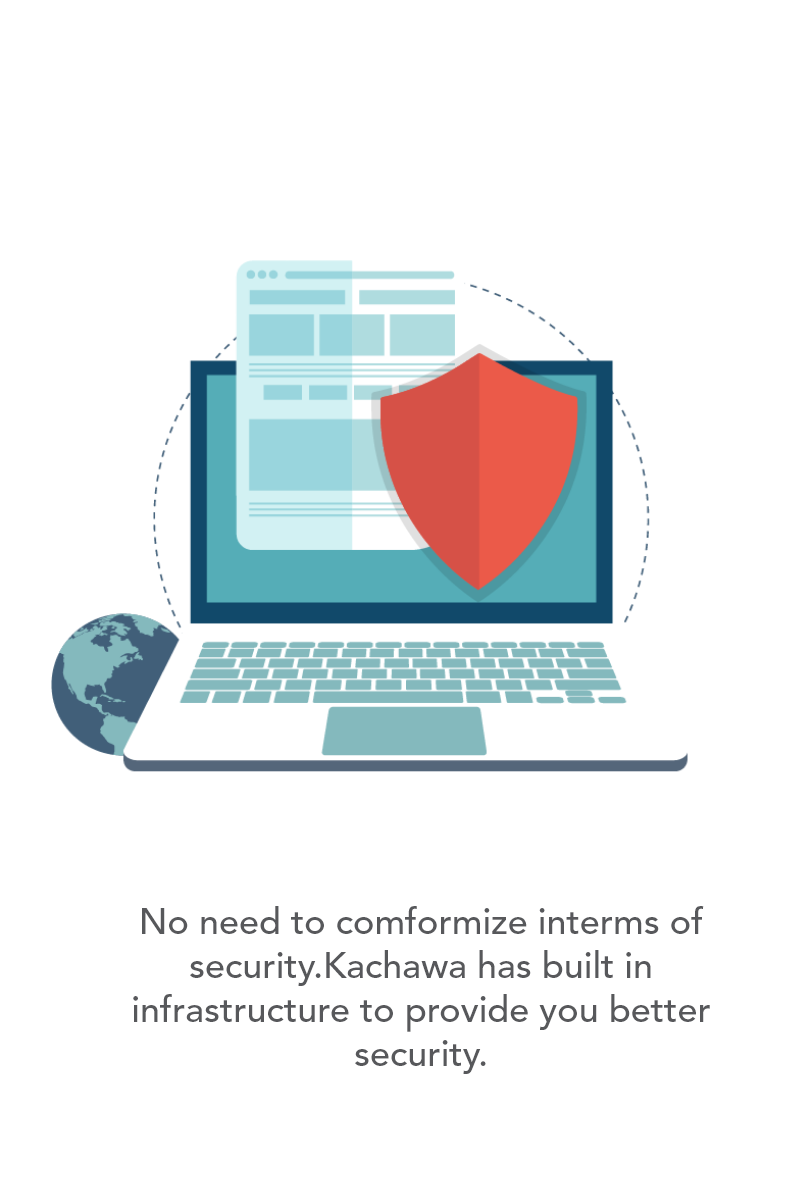 No need to comformize interms of
security.Kachawa has built in
infrastructure to provide you better
security.